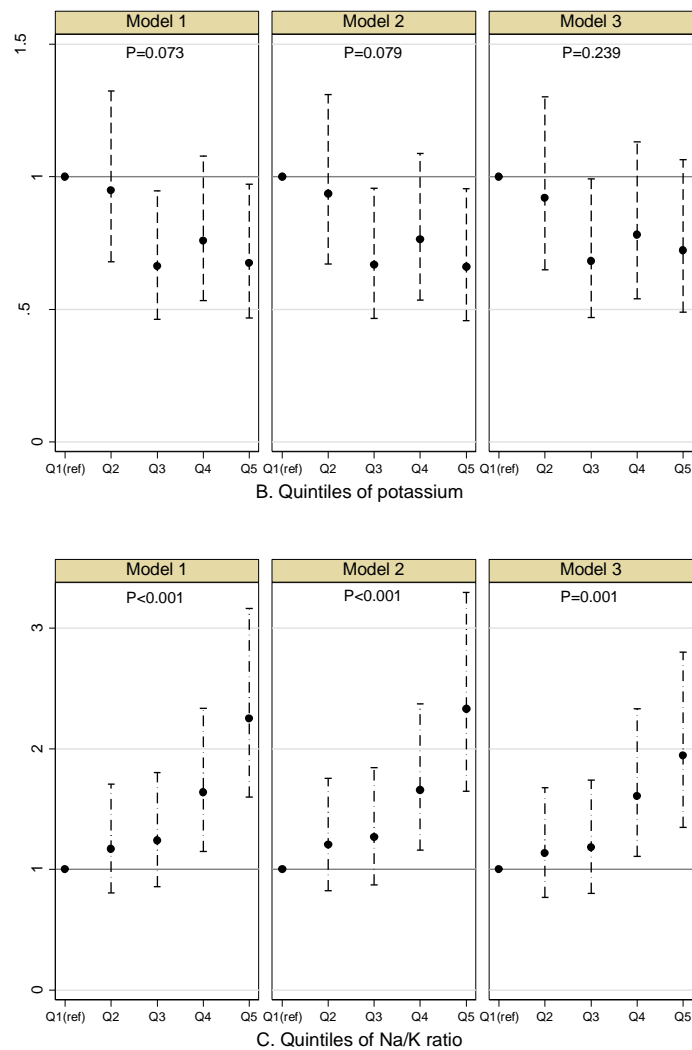 Model 1 Model 2 Model 3
P=0.073 P=0.079 P=0.239
1.5
1
.5
0
Q1(ref) Q2 Q3 Q4 Q5 Q1(ref) Q2 Q3 Q4 Q5 Q1(ref) Q2 Q3 Q4 Q5
B. Quintiles of potassium
Model 1 Model 2 Model 3
P<0.001 P<0.001 P=0.001
3
2
1
0
Q1(ref) Q2 Q3 Q4 Q5 Q1(ref) Q2 Q3 Q4 Q5 Q1(ref) Q2 Q3 Q4 Q5
C. Quintiles of Na/K ratio